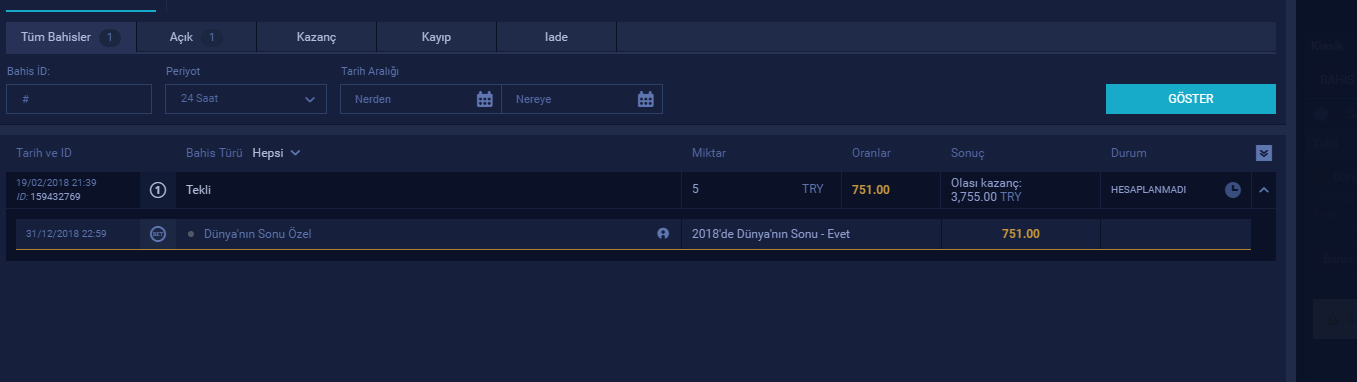 Tüm Bahisler 1 Açık 1 Kazanç Kayıp Iade
Bahis İD: Periyot Tarih Aralığı
# 24 Saat Nerden Nereye GÖSTER
Tarih ve ID Bahis Türü Hepsi Miktar Oranlar Sonuç Durum
19/02/2018 21:39
ID: 159432769
1 Tekli 5 TRY 751.00
Olası kazanç:
3,755.00 TRY
HESAPLANMADI
31/12/2018 22:59 BET Dünya'nın Sonu Özel 2018'de Dünya'nın Sonu - Evet 751.00
Klasik